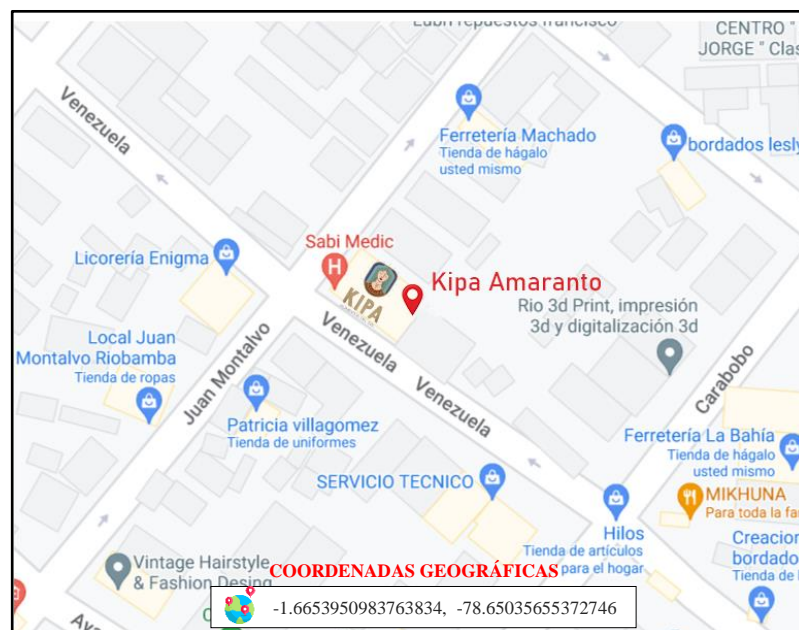 Lubri repuestos francisco
CENTRO "
JORGE " Clas
Venezuela
Ferretería Machado
Tienda de hágalo
usted mismo
bordados lesly
Sabi Medic
Licorería Enigma
KIPA
Kipa Amaranto
Rio 3d Print, impresión
3d y digitalización 3d
Local Juan
Montalvo Riobamba
Tienda de ropas
Juan Montalvo
Venezuela
Venezuela
Carabobo
Patricia villagomez
Tienda de uniformes
Ferretería La Bahía
Tienda de hágalo
usted mismo
SERVICIO TECNICO
MIKHUNA
Para toda la fa
Hilos
Tienda de artículos
para el hogar
Creacion
bordado
Tienda de
Vintage Hairstyle
& Fashion Desing
COORDENADAS GEOGRÁFICAS
-1.6653950983763834, -78.65035655372746